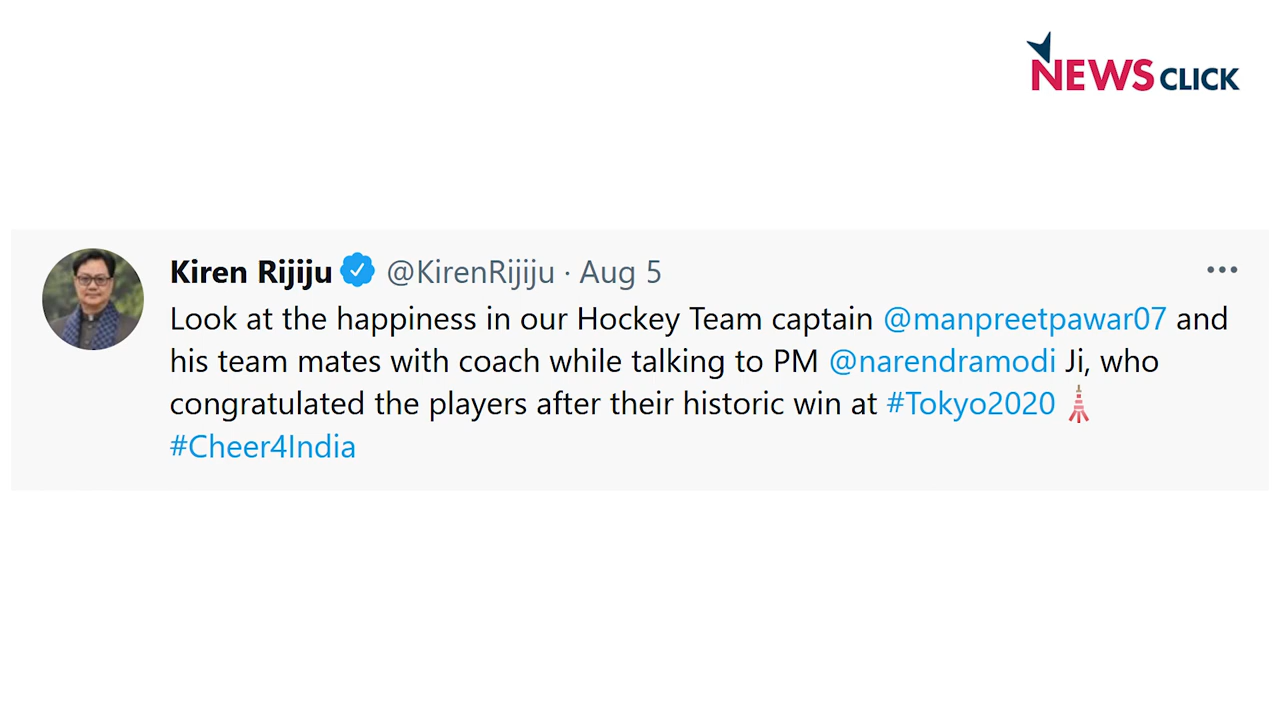 NEWS CLICK
Kiren Rijiju @KirenRijiju · Aug 5
Look at the happiness in our Hockey Team captain @manpreetpawar07 and
his team mates with coach while talking to PM @narendramodi Ji, who
congratulated the players after their historic win at #Tokyo2020 🗼
#Cheer4India